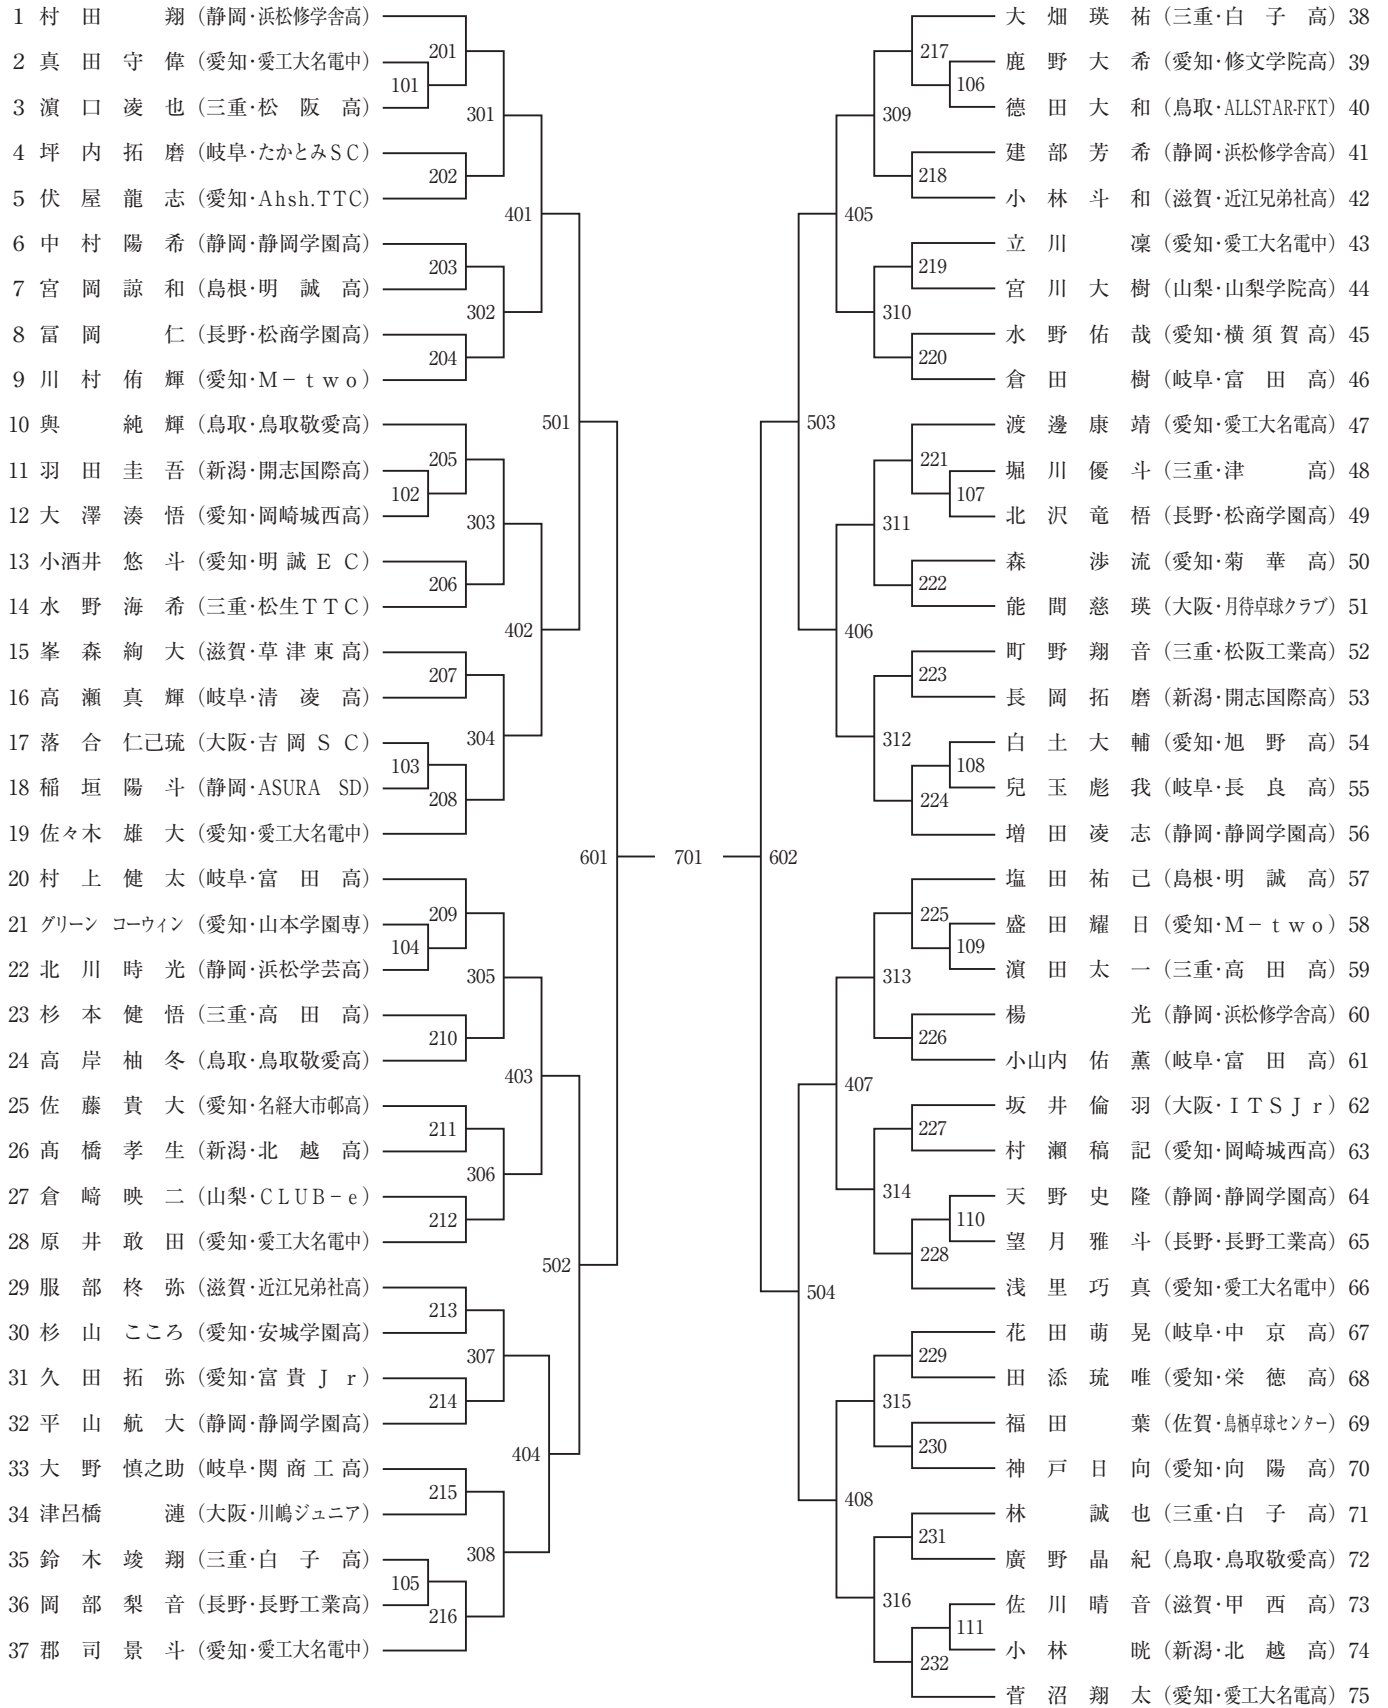 1 村田 翔 (静岡・浜松修学舎高)
2 真田守偉 (愛知・愛工大名電中)
3 濵口凌也 (三重・松阪高)
4 坪内拓磨 (岐阜・たかとみSC)
5 伏屋龍志 (愛知・Ahsh.TTC)
6 中村陽希 (静岡・静岡学園高)
7 宮岡諒和 (島根・明誠高)
8 冨岡 仁 (長野・松商学園高)
9 川村侑輝 (愛知・M-two)
10 與 純輝 (鳥取・鳥取敬愛高)
11 羽田圭吾 (新潟・開志国際高)
12 大澤湊悟 (愛知・岡崎城西高)
13 小酒井悠斗 (愛知・明誠EC)
14 水野海希 (三重・松生TTC)
15 峯森絢大 (滋賀・草津東高)
16 高瀬真輝 (岐阜・清凌高)
17 落合仁己琉 (大阪・吉岡SC)
18 稲垣陽斗 (静岡・ASURA SD)
19 佐々木雄大 (愛知・愛工大名電中)
20 村上健太 (岐阜・富田高)
21 グリーン コーウィン (愛知・山本学園専)
22 北川時光 (静岡・浜松学芸高)
23 杉本健悟 (三重・高田高)
24 高岸柚冬 (鳥取・鳥取敬愛高)
25 佐藤貴大 (愛知・名経大市邨高)
26 髙橋孝生 (新潟・北越高)
27 倉﨑映二 (山梨・CLUB-e)
28 原井敢田 (愛知・愛工大名電中)
29 服部柊弥 (滋賀・近江兄弟社高)
30 杉山こころ (愛知・安城学園高)
31 久田拓弥 (愛知・富貴Jr)
32 平山航大 (静岡・静岡学園高)
33 大野慎之助 (岐阜・関商工高)
34 津呂橋 漣 (大阪・川嶋ジュニア)
35 鈴木竣翔 (三重・白子高)
36 岡部梨音 (長野・長野工業高)
37 郡司景斗 (愛知・愛工大名電中)
101
102
103
104
105
201
202
203
204
205
206
207
208
209
210
211
212
213
214
215
216
301
302
303
304
305
306
307
308
401
402
403
404
501
502
601
701
602
503
504
405
406
407
408
309
310
311
312
313
314
315
316
217
218
219
220
221
222
223
224
225
226
227
228
229
230
231
232
106
107
108
109
110
111
大畑瑛祐 (三重・白子高) 38
鹿野大希 (愛知・修文学院高) 39
德田大和 (鳥取・ALLSTAR-FKT) 40
建部芳希 (静岡・浜松修学舎高) 41
小林斗和 (滋賀・近江兄弟社高) 42
立川 凜 (愛知・愛工大名電中) 43
宮川大樹 (山梨・山梨学院高) 44
水野佑哉 (愛知・横須賀高) 45
倉田 樹 (岐阜・富田高) 46
渡邊康靖 (愛知・愛工大名電高) 47
堀川優斗 (三重・津高) 48
北沢竜梧 (長野・松商学園高) 49
森 渉流 (愛知・菊華高) 50
能間慈瑛 (大阪・月待卓球クラブ) 51
町野翔音 (三重・松阪工業高) 52
長岡拓磨 (新潟・開志国際高) 53
白土大輔 (愛知・旭野高) 54
兒玉彪我 (岐阜・長良高) 55
増田凌志 (静岡・静岡学園高) 56
塩田祐己 (島根・明誠高) 57
盛田耀日 (愛知・M-two) 58
濵田太一 (三重・高田高) 59
楊 光 (静岡・浜松修学舎高) 60
小山内佑薫 (岐阜・富田高) 61
坂井倫羽 (大阪・ITSJr) 62
村瀬稿記 (愛知・岡崎城西高) 63
天野史隆 (静岡・静岡学園高) 64
望月雅斗 (長野・長野工業高) 65
浅里巧真 (愛知・愛工大名電中) 66
花田萌晃 (岐阜・中京高) 67
田添琉唯 (愛知・栄徳高) 68
福田 葉 (佐賀・鳥栖卓球センター) 69
神戸日向 (愛知・向陽高) 70
林 誠也 (三重・白子高) 71
廣野晶紀 (鳥取・鳥取敬愛高) 72
佐川晴音 (滋賀・甲西高) 73
小林 晄 (新潟・北越高) 74
菅沼翔太 (愛知・愛工大名電高) 75